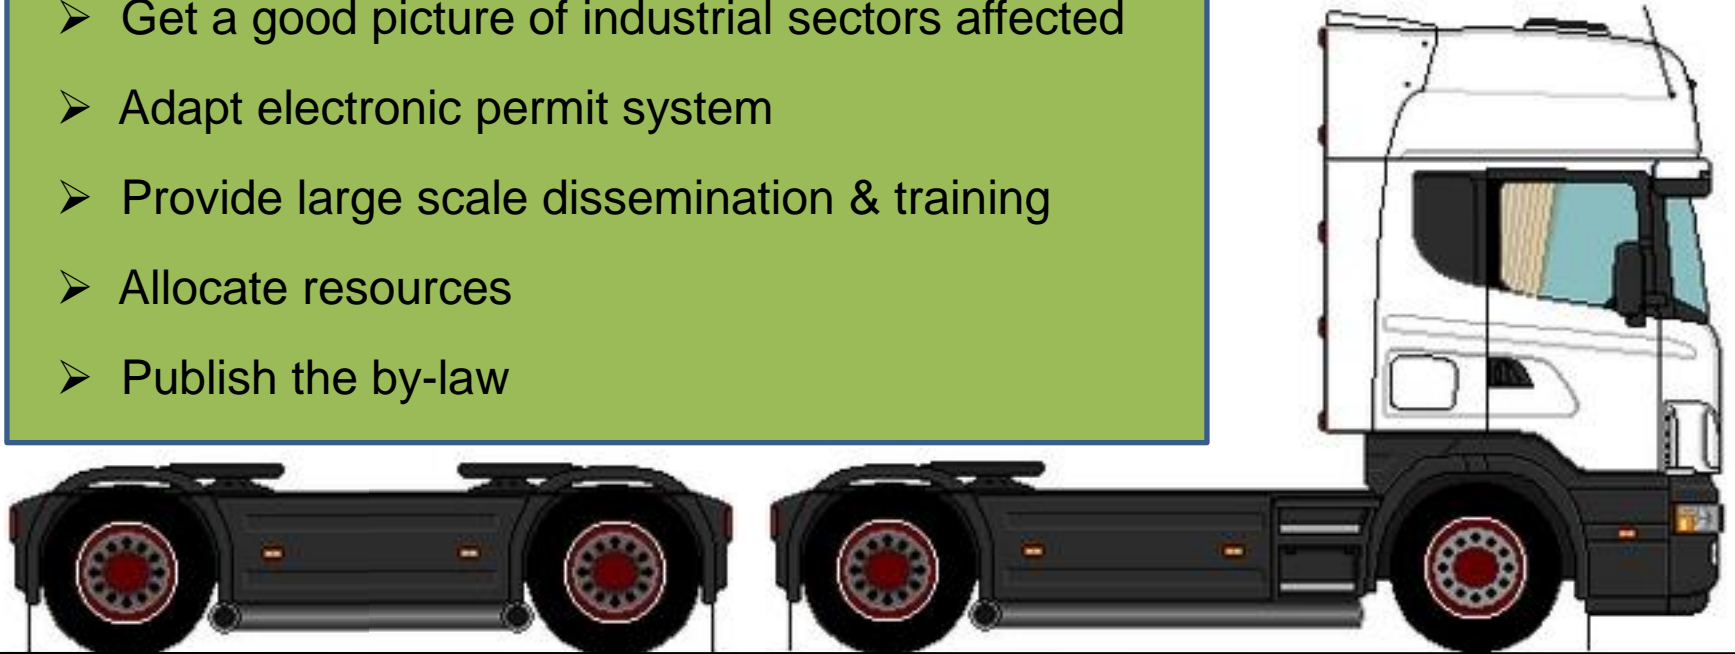 ➢ Get a good picture of industrial sectors affected
➢ Adapt electronic permit system
➢ Provide large scale dissemination & training
➢ Allocate resources
➢ Publish the by-law